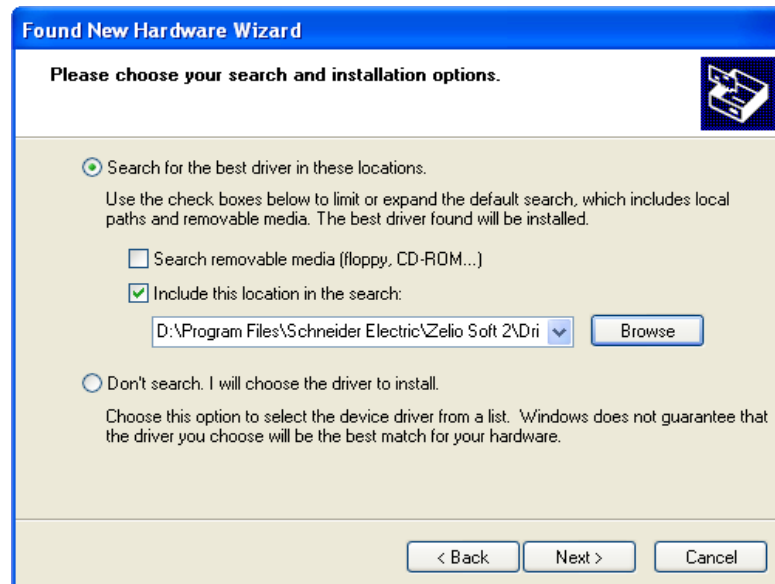 Found New Hardware Wizard
Please choose your search and installation options.
Search for the best driver in these locations.
Use the check boxes below to limit or expand the default search, which includes local
paths and removable media. The best driver found will be installed.
Search removable media (floppy, CD-ROM...)
Include this location in the search:
D:\Program Files\Schneider Electric\Zelio Soft 2\Dri
Browse
Don't search. I will choose the driver to install.
Choose this option to select the device driver from a list. Windows does not guarantee that
the driver you choose will be the best match for your hardware.
< Back Next > Cancel